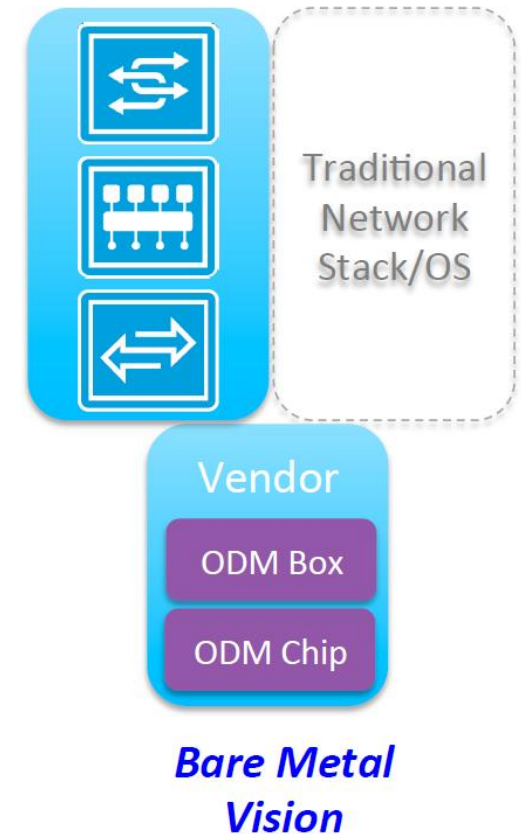 Traditional
Network
Stack/OS
Vendor
ODM Box
ODM Chip
Bare Metal
Vision